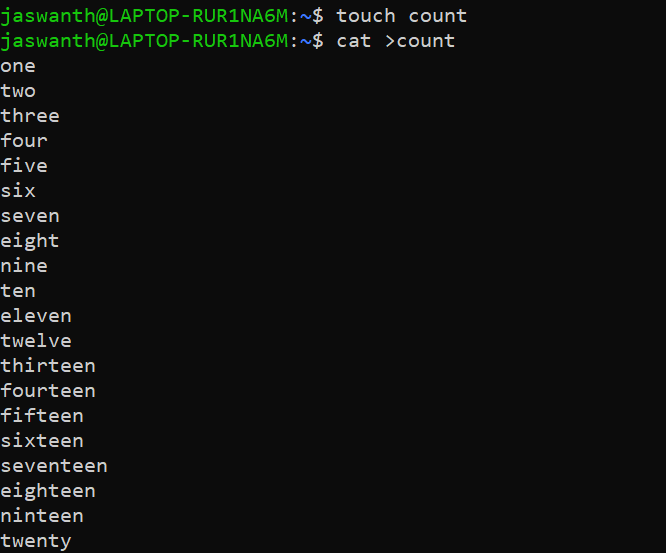 jaswanth@LAPTOP-RUR1NA6M:~$ touch count
jaswanth@LAPTOP-RUR1NA6M:~$ cat >count
one
two
three
four
five
six
seven
eight
nine
ten
eleven
twelve
thirteen
fourteen
fifteen
sixteen
seventeen
eighteen
ninteen
twenty